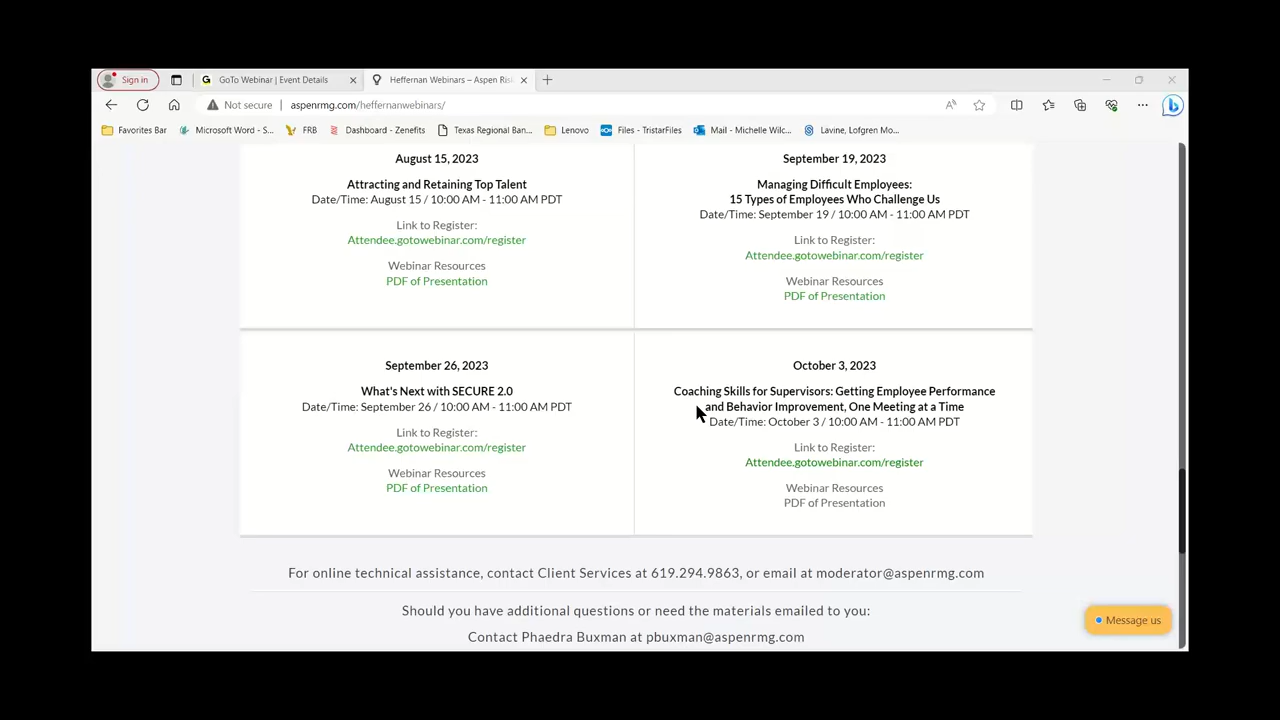 Sign in
GoTo Webinar | Event Details
Heffernan Webinars – Aspen Ris
Not secure
aspenrmg.com/heffernanwebinars/
Favorites Bar
Microsoft Word - S...
FRB
Dashboard - Zenefits
Texas Regional Ban...
Lenovo
Files - TristarFiles
Mail - Michelle Wilc...
Lavine, Lofgren Mo...
August 15, 2023
Attracting and Retaining Top Talent
Date/Time: August 15 / 10:00 AM - 11:00 AM PDT
Link to Register:
Attendee.gotowebinar.com/register
Webinar Resources
PDF of Presentation
September 19, 2023
Managing Difficult Employees:
15 Types of Employees Who Challenge Us
Date/Time: September 19 / 10:00 AM - 11:00 AM PDT
Link to Register:
Attendee.gotowebinar.com/register
Webinar Resources
PDF of Presentation
September 26, 2023
What's Next with SECURE 2.0
Date/Time: September 26 / 10:00 AM - 11:00 AM PDT
Link to Register:
Attendee.gotowebinar.com/register
Webinar Resources
PDF of Presentation
October 3, 2023
Coaching Skills for Supervisors: Getting Employee Performance
and Behavior Improvement, One Meeting at a Time
Date/Time: October 3 / 10:00 AM - 11:00 AM PDT
Link to Register:
Attendee.gotowebinar.com/register
Webinar Resources
PDF of Presentation
For online technical assistance, contact Client Services at 619.294.9863, or email at moderator@aspenrmg.com
Should you have additional questions or need the materials emailed to you:
Contact Phaedra Buxman at pbuxman@aspenrmg.com
Message us